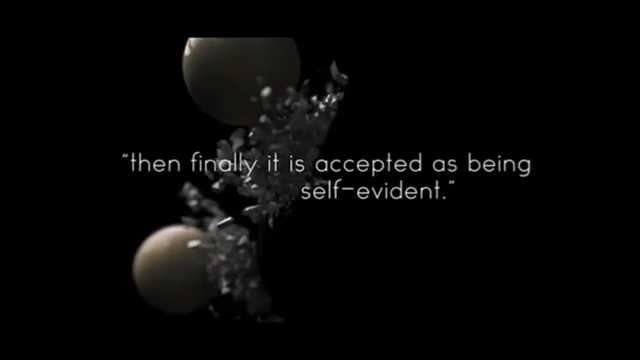 "then finally it is accepted as being
self-evident."